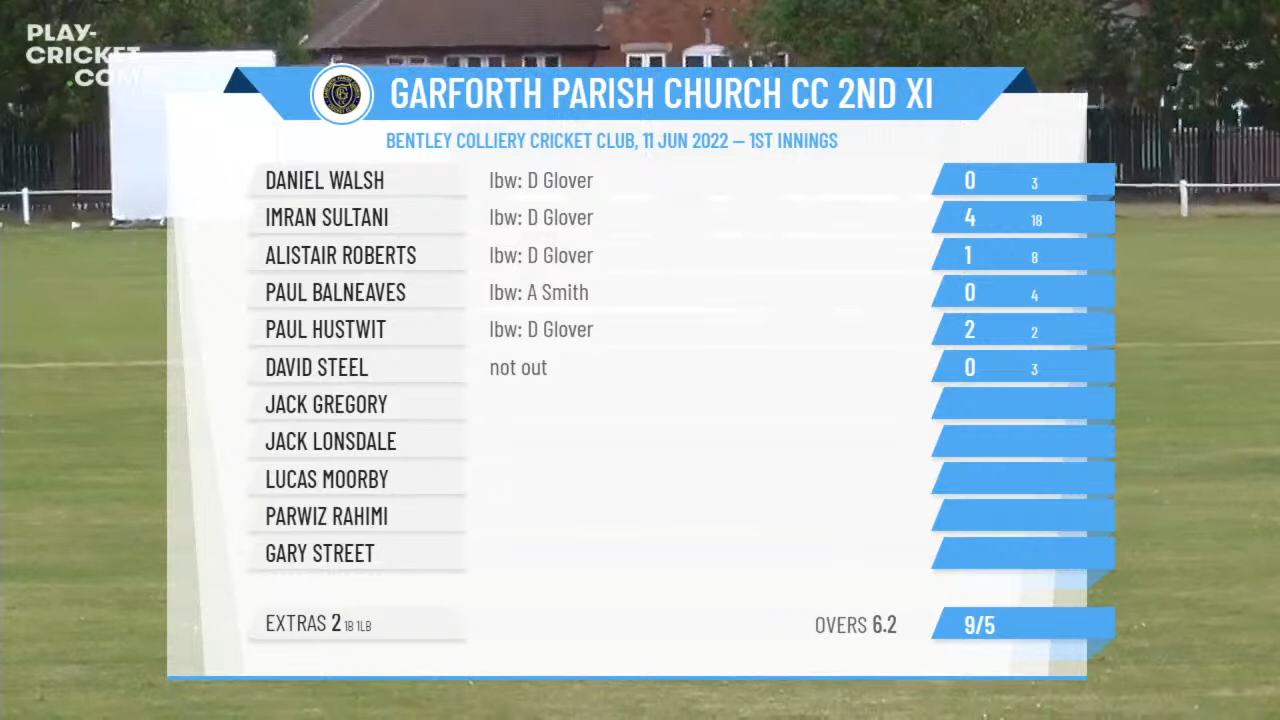 PLAY-
CRICKET
.COM
GARFORTH PARISH CHURCH CC 2ND XI
BENTLEY COLLIERY CRICKET CLUB, 11 JUN 2022 – 1ST INNINGS
DANIEL WALSH lbw: D Glover 0 3
IMRAN SULTANI lbw: D Glover 4 18
ALISTAIR ROBERTS lbw: D Glover 1 8
PAUL BALNEAVES lbw: A Smith 0 4
PAUL HUSTWIT lbw: D Glover 2 2
DAVID STEEL not out 0 3
JACK GREGORY
JACK LONSDALE
LUCAS MOORBY
PARWIZ RAHIMI
GARY STREET
EXTRAS 2 1B 1LB OVERS 6.2 9/5